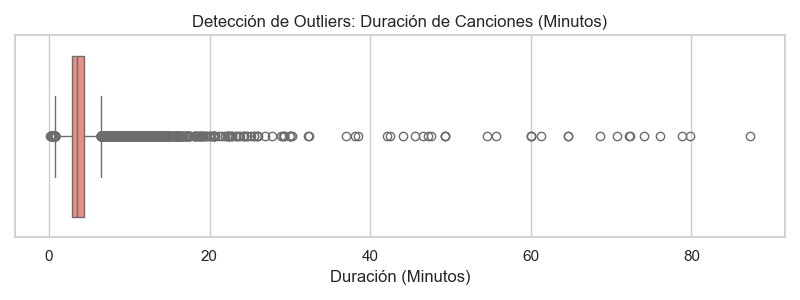 Detección de Outliers: Duración de Canciones (Minutos)
0 20 40 60 80
Duración (Minutos)